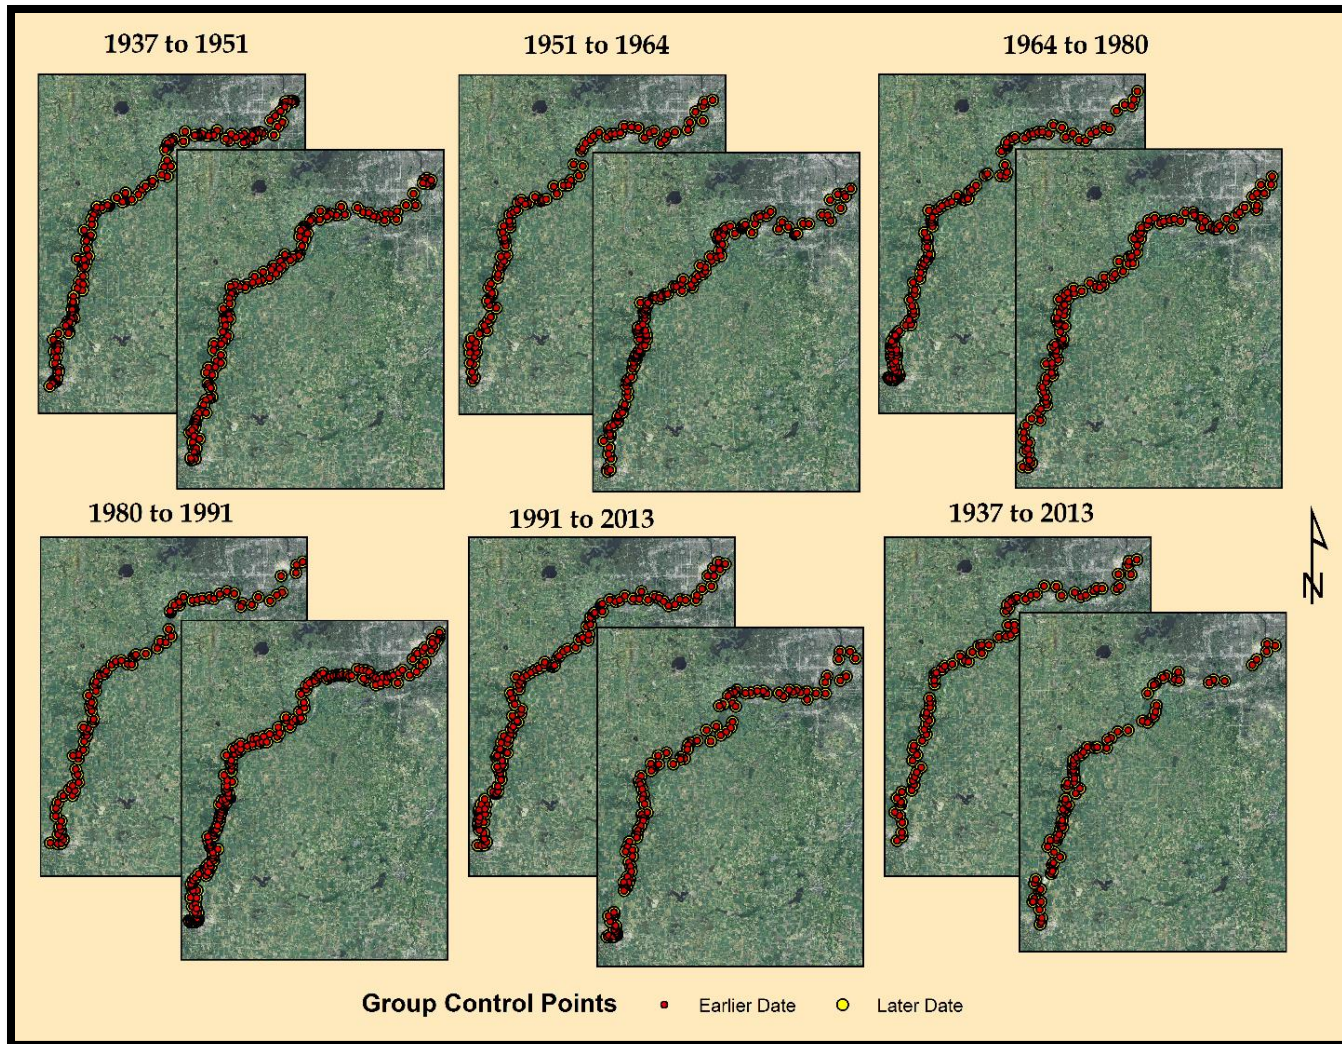 1937 to 1951
1951 to 1964
1964 to 1980
1980 to 1991
1991 to 2013
1937 to 2013
N
Group Control Points
Earlier Date
Later Date